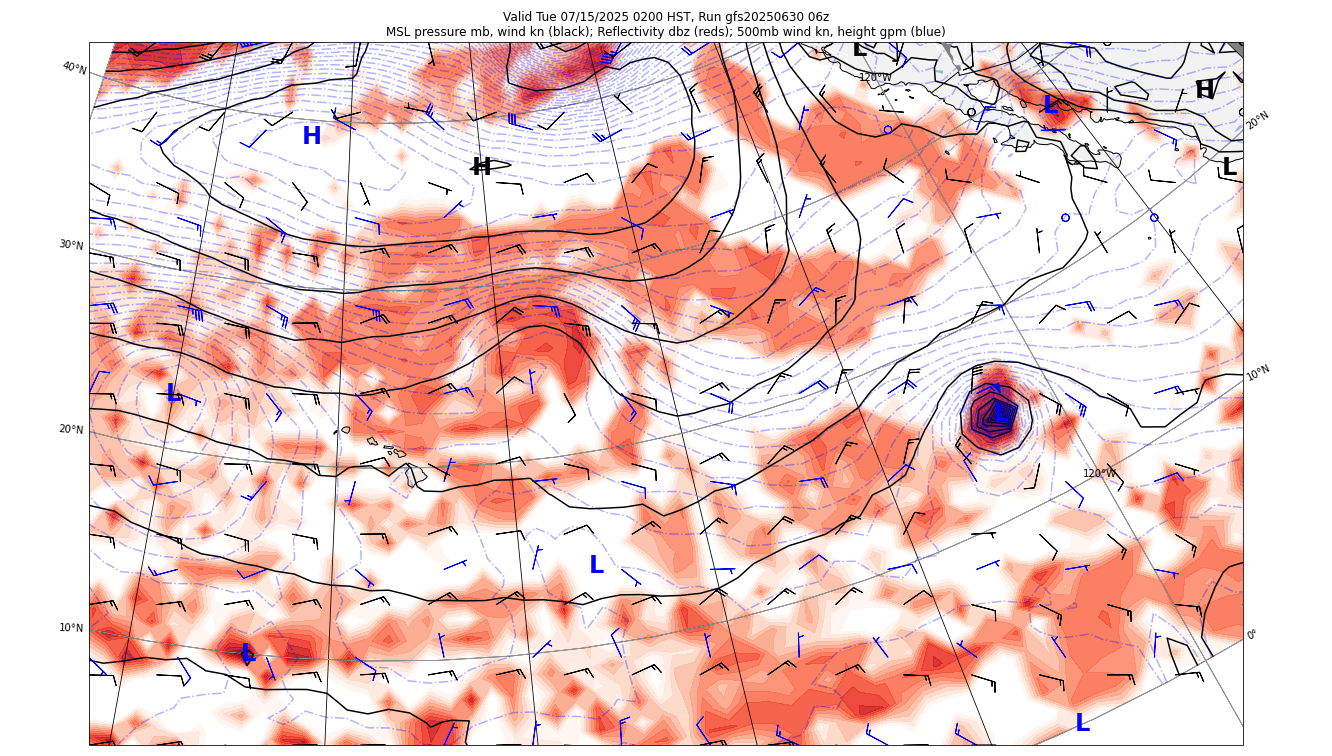 Valid Tue 07/15/2025 0200 HST, Run gfs20250630 06z
MSL pressure mb, wind kn (black); Reflectivity dbz (reds); 500mb wind kn, height gpm (blue)
L
40°N
120°W
H
L
20°N
H
H
L
30°N
10°N
L
L
20°N
120°W
L
10°N
0°
L
L